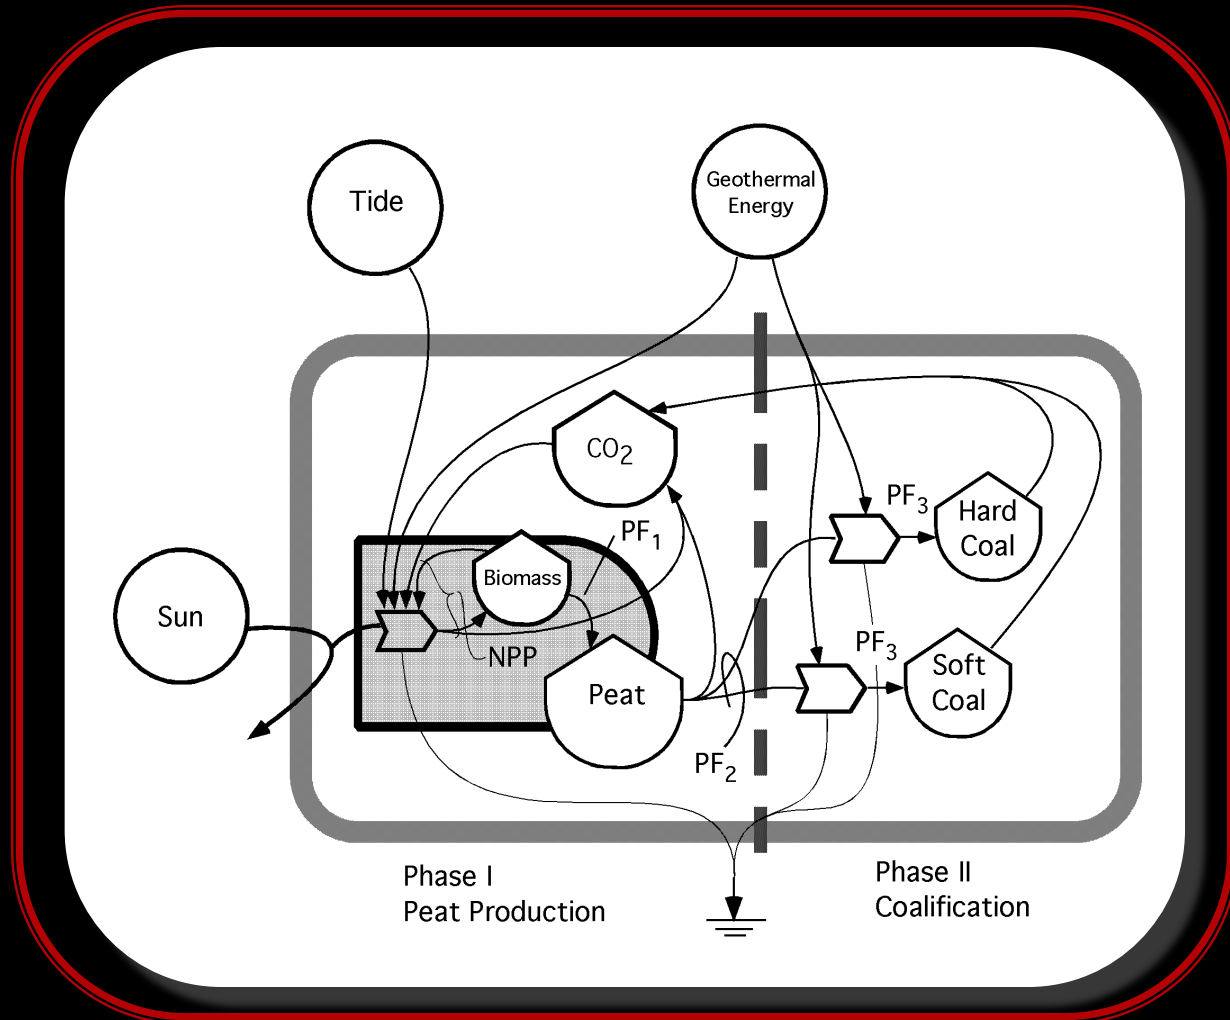 Tide
Geothermal
Energy
CO2
PF3
Hard
Coal
PF1
Biomass
Sun
NPP
PF3
Soft
Coal
Peat
PF2
Phase I
Peat Production
Phase II
Coalification